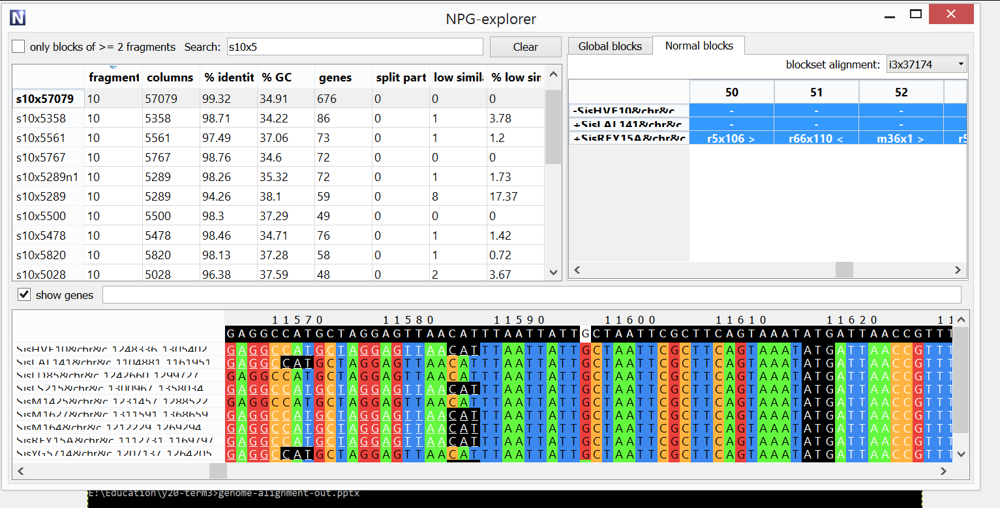 N NPG-explorer
only blocks of >= 2 fragments Search: s10x5 Clear
fragment columns % identit % GC genes split part low simila % low sim
s10x57079 10 57079 99.32 34.91 676 0 0 0
s10x5358 10 5358 98.71 34.22 86 0 1 3.78
s10x5561 10 5561 97.49 37.06 73 0 1 1.2
s10x5767 10 5767 98.76 34.6 72 0 0 0
s10x5289n1 10 5289 98.26 35.32 72 0 1 1.73
s10x5289 10 5289 94.26 38.1 59 0 8 17.37
s10x5500 10 5500 98.3 37.29 49 0 0 0
s10x5478 10 5478 98.46 34.71 76 0 1 1.42
s10x5820 10 5820 98.13 37.28 58 0 1 0.72
s10x5028 10 5028 96.38 37.59 48 0 2 3.67
Global blocks Normal blocks
blockset alignment: i3x37174
50 51 52
-SisHVE10&chr&c - - -
+SisLAL141&chr&c - - -
+SisREY15A&chr&c r5x106 > r66x110 < m36x1 > r5
show genes
11570 11580 11590 11600 11610 11620 11
GAGGCCATGCTAGGAGTTAACATTTAATTATTGCTAATTCGCTTCAGTAAATATGATTAACCGTTT
SisHVE10&chr&c 1248336 1305402 GAGGCCATGCTAGGAGTTAACATTTAATTATTGCTAATTCGCTTCAGTAAATATGATTAACCGTTT
SisLAL141&chr&c 1104881 1161951 GAGGCCATGCTAGGAGTTAACATTTAATTATTGCTAATTCGCTTCAGTAAATATGATTAACCGTTT
SisLD85&chr&c 1242660 1299727 GAGGCCATGCTAGGAGTTAACATTTAATTATTGCTAATTCGCTTCAGTAAATATGATTAACCGTTT
SisLS215&chr&c 1300967 1358034 GAGGCCATGCTAGGAGTTAACATTTAATTATTGCTAATTCGCTTCAGTAAATATGATTAACCGTTT
SisM1425&chr&c 1231457 1288522 GAGGCCATGCTAGGAGTTAACATTTAATTATTGCTAATTCGCTTCAGTAAATATGATTAACCGTTT
SisM1627&chr&c 1311591 1368659 GAGGCCATGCTAGGAGTTAACATTTAATTATTGCTAATTCGCTTCAGTAAATATGATTAACCGTTT
SisM164&chr&c 1212229 1269294 GAGGCCATGCTAGGAGTTAACATTTAATTATTGCTAATTCGCTTCAGTAAATATGATTAACCGTTT
SisREY15A&chr&c 1112731 1169797 GAGGCCATGCTAGGAGTTAACATTTAATTATTGCTAATTCGCTTCAGTAAATATGATTAACCGTTT
SisYG5714&chr&c 1207137 1264205 GAGGCCATGCTAGGAGTTAACATTTAATTATTGCTAATTCGCTTCAGTAAATATGATTAACCGTTT
E:\Education\y20-term3>genome-alignment-out.pptx